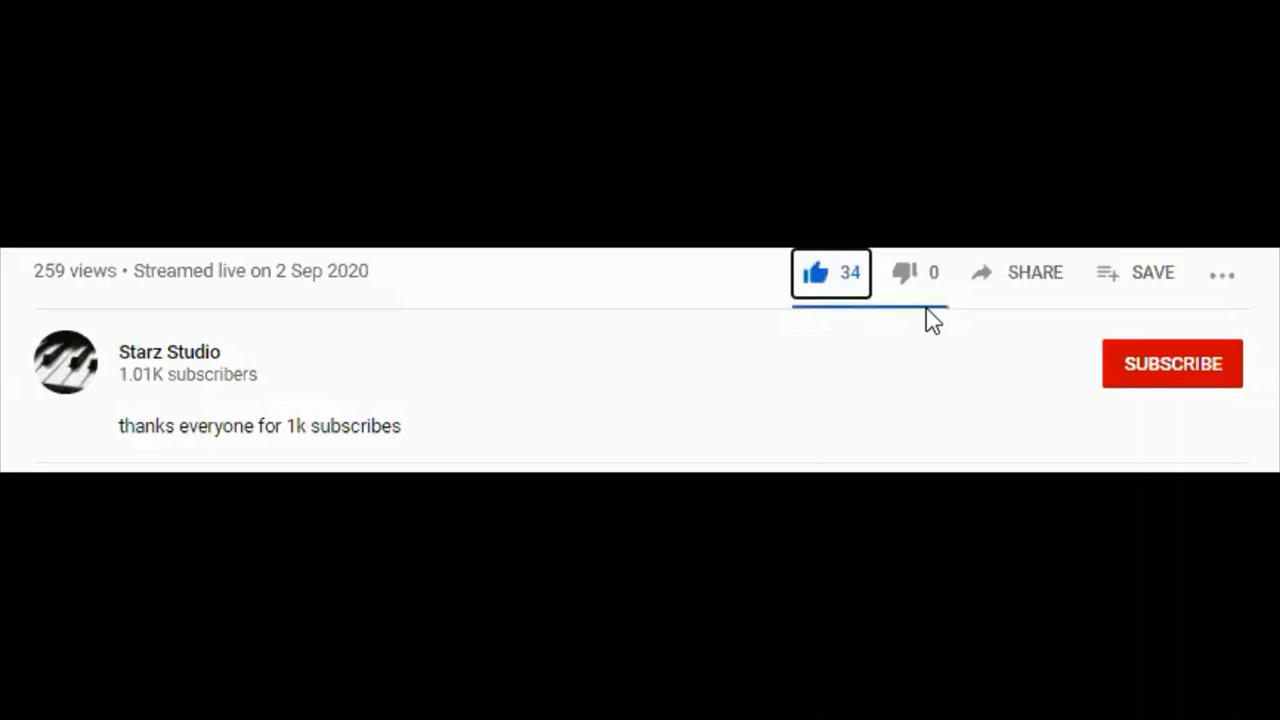 259 views • Streamed live on 2 Sep 2020
34 0 SHARE SAVE
Starz Studio
1.01K subscribers
SUBSCRIBE
thanks everyone for 1k subscribes